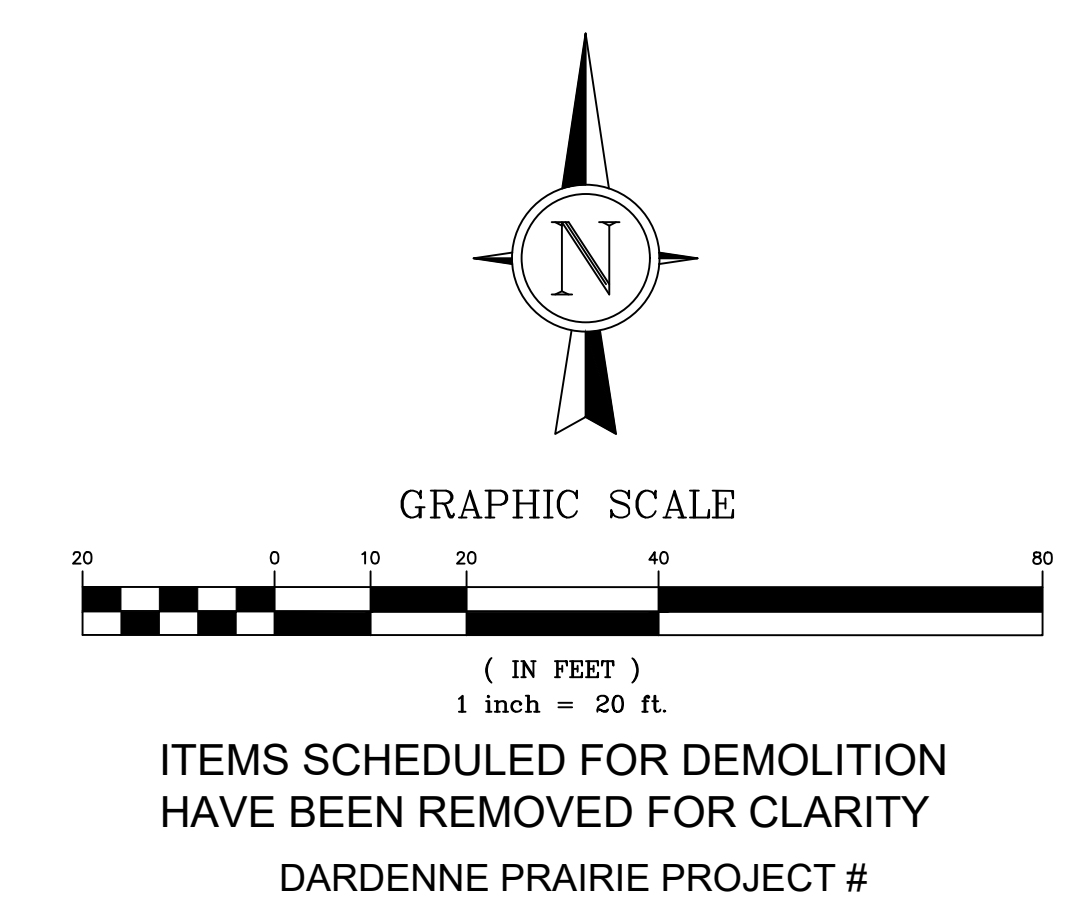 N
GRAPHIC SCALE
20 0 10 20 40 80
( IN FEET )
1 inch = 20 ft.
ITEMS SCHEDULED FOR DEMOLITION
HAVE BEEN REMOVED FOR CLARITY
DARDENNE PRAIRIE PROJECT #